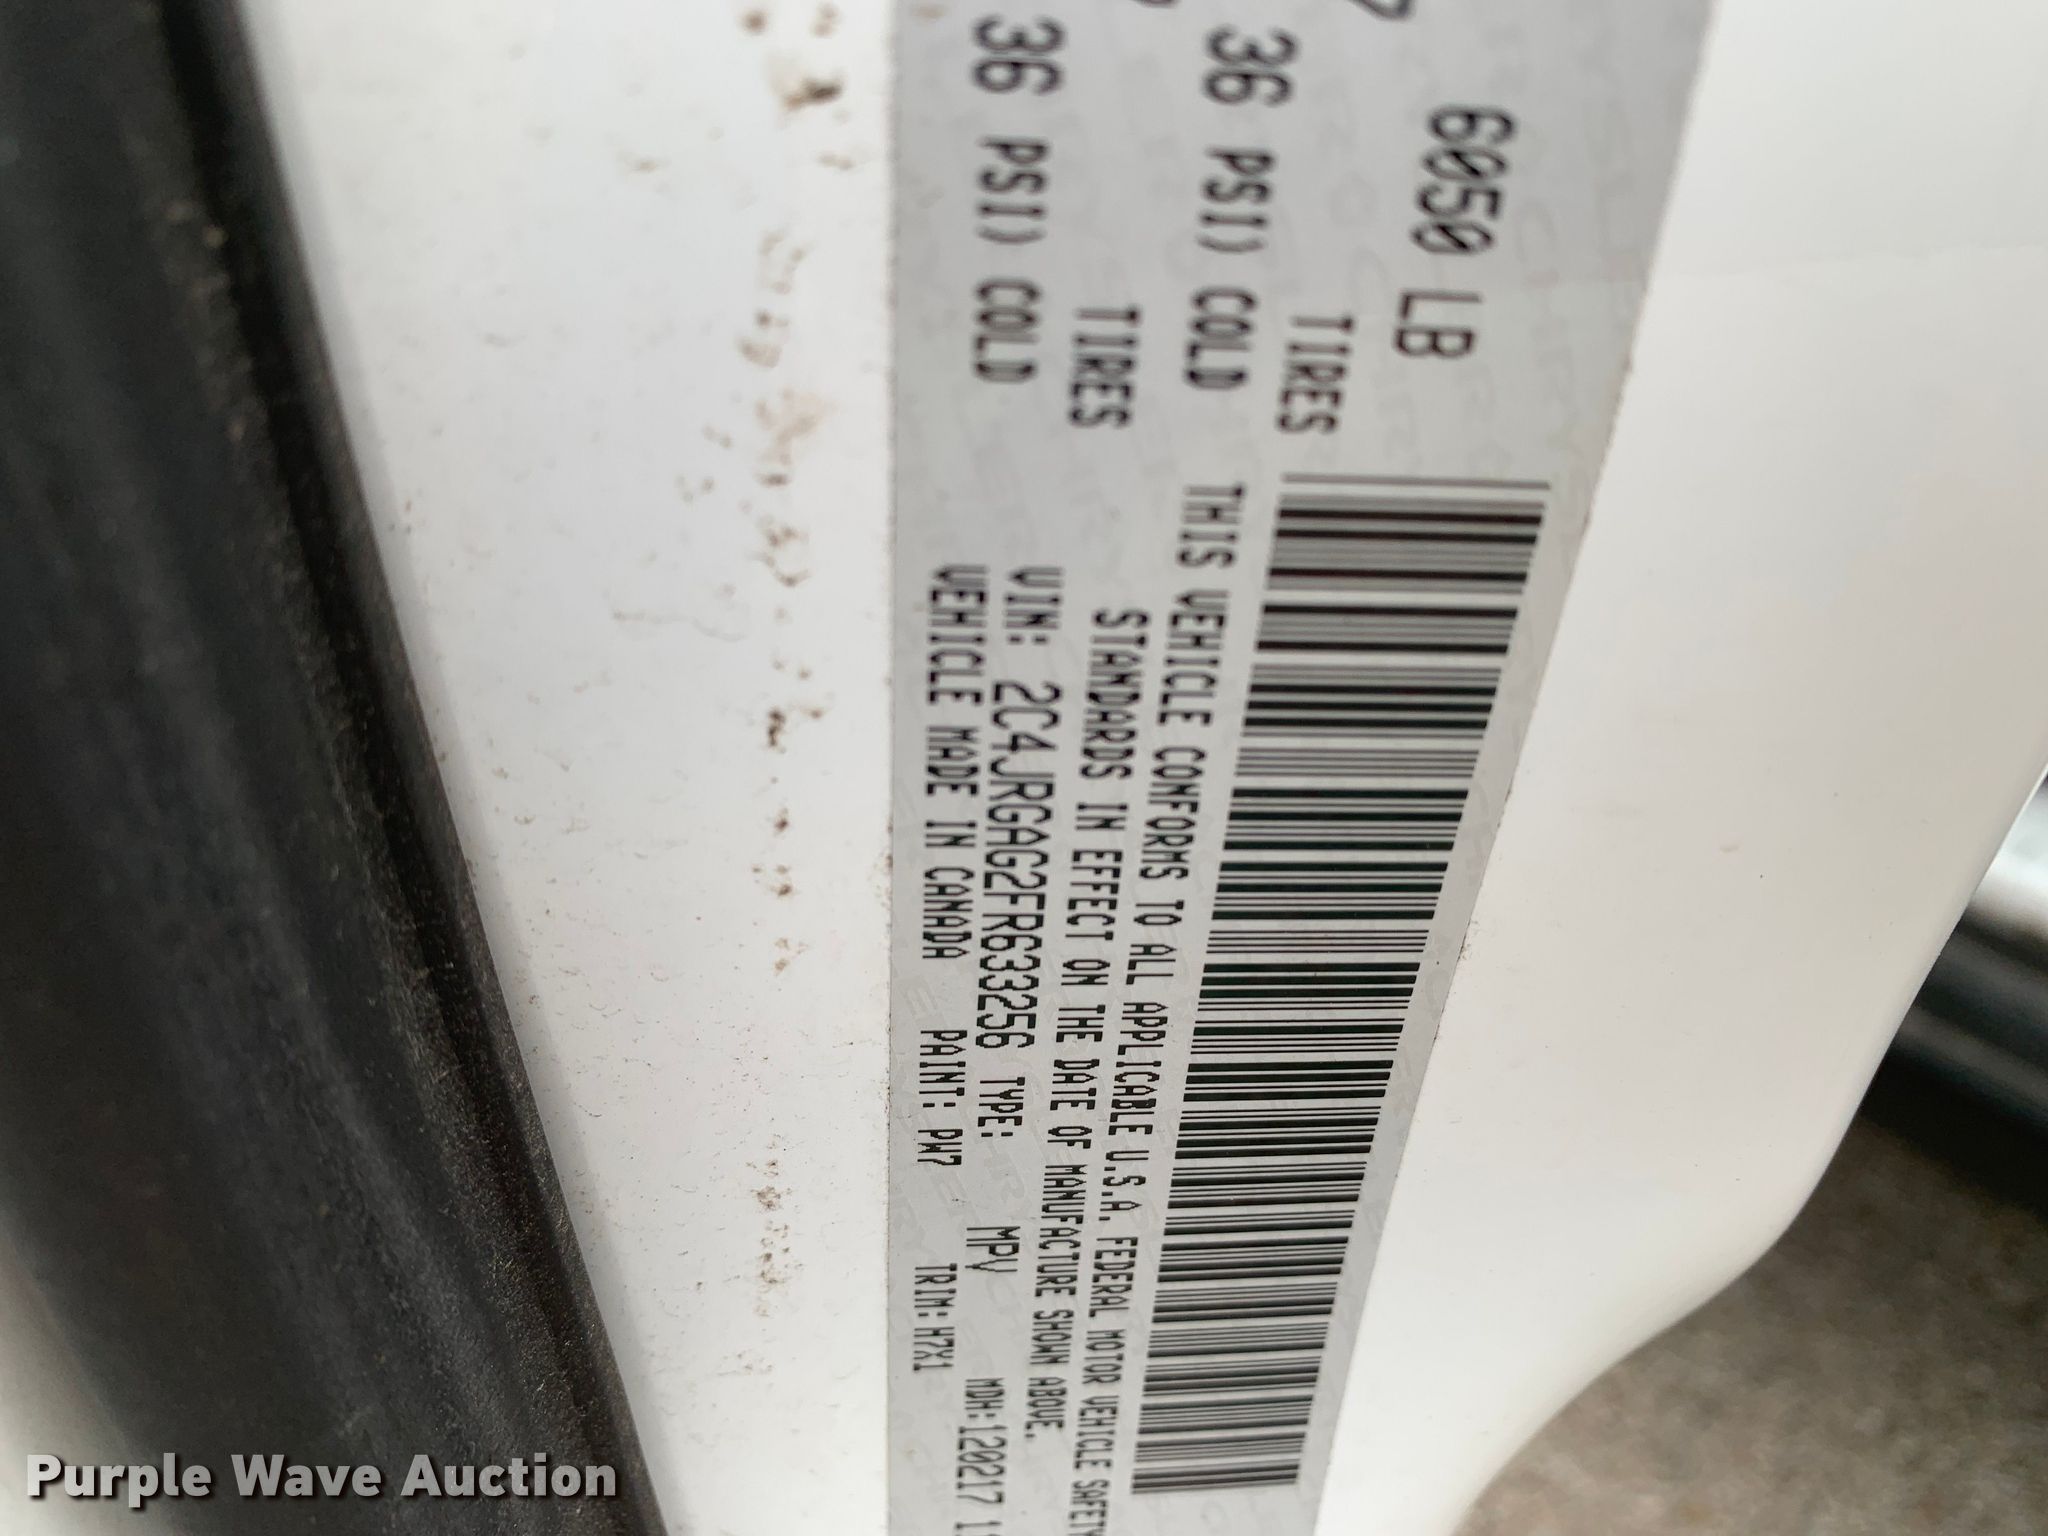 6050 LB
TIRES
36 PSI) COLD
TIRES
36 PSI) COLD
THIS VEHICLE CONFORMS TO ALL APPLICABLE U.S.A. FEDERAL MOTOR VEHICLE SAFETY
STANDARDS IN EFFECT ON THE DATE OF MANUFACTURE SHOWN ABOVE.
VIN: 2C4JRGAG2FR633256 TYPE: MPV MDH:120217
VEHICLE MADE IN CANADA PAINT: PW7 TRIM:H7X1
Purple Wave Auction